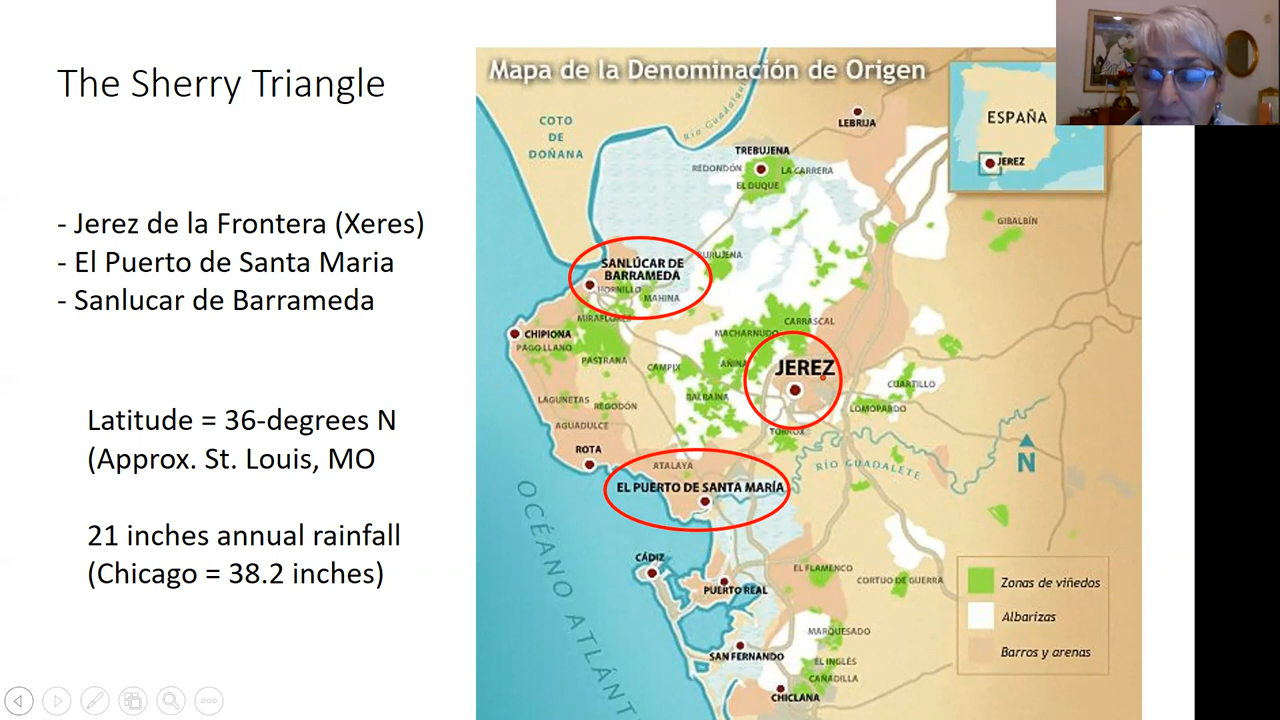 The Sherry Triangle
- Jerez de la Frontera (Xeres)
- El Puerto de Santa Maria
- Sanlucar de Barrameda
Latitude = 36-degrees N
(Approx. St. Louis, MO
21 inches annual rainfall
(Chicago = 38.2 inches)
Mapa de la Denominación de Origen
ESPAÑA
JEREZ
COTO
DE
DOÑANA
LEBRIJA
TREBUJENA
REDONDÓN
LA CARRERA
EL DUQUE
GIBALBÍN
SANLÚCAR DE
BARRAMEDA
HORNILLO
MAHINA
MIRAFLORES
CARRASCAL
MACHARNUDO
CHIPIONA
PAGO LLANO
PASTRANA
CAMPIX
AÑINA
JEREZ
CUARTILLO
BALBAÍNA
LOMOPARDO
LAGUNETAS
REGODÓN
AGUADULCE
TORROX
ROTA
ATALAYA
RÍO GUADALETE
N
EL PUERTO DE SANTA MARÍA
CÁDIZ
EL FLAMENCO
CORTIJO DE GUERRA
PUERTO REAL
Zonas de viñedos
Albarizas
Barros y arenas
MARQUESADO
SAN FERNANDO
EL INGLÉS
CAÑADILLA
CHICLANA